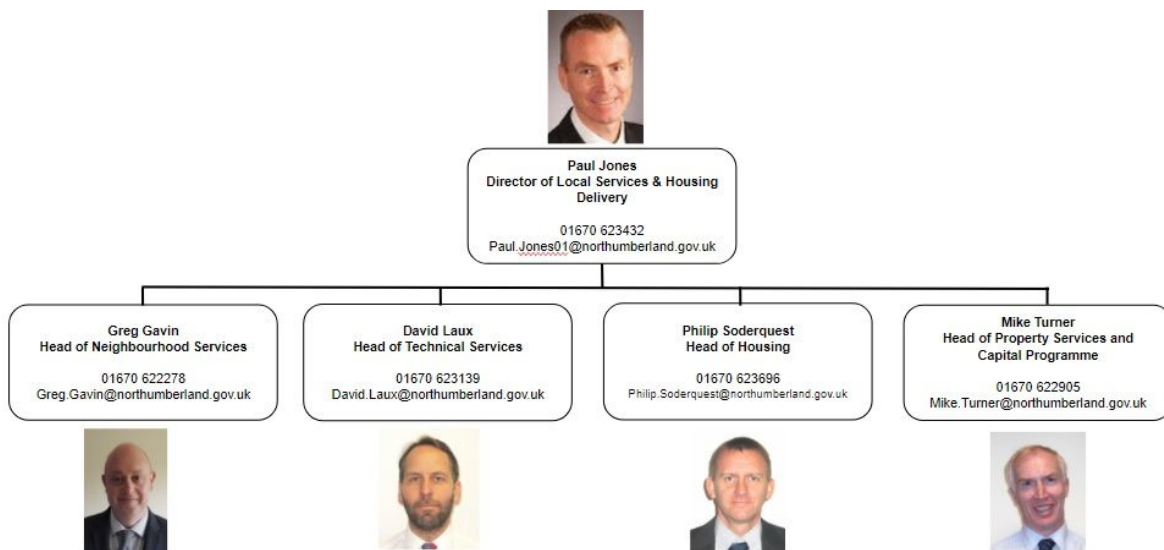 Paul Jones
Director of Local Services & Housing
Delivery
01670 623432
Paul.Jones01@northumberland.gov.uk
Greg Gavin
Head of Neighbourhood Services
01670 622278
Greg.Gavin@northumberland.gov.uk
David Laux
Head of Technical Services
01670 623139
David.Laux@northumberland.gov.uk
Philip Soderquest
Head of Housing
01670 623696
Philip.Soderquest@northumberland.gov.uk
Mike Turner
Head of Property Services and
Capital Programme
01670 622905
Mike.Turner@northumberland.gov.uk